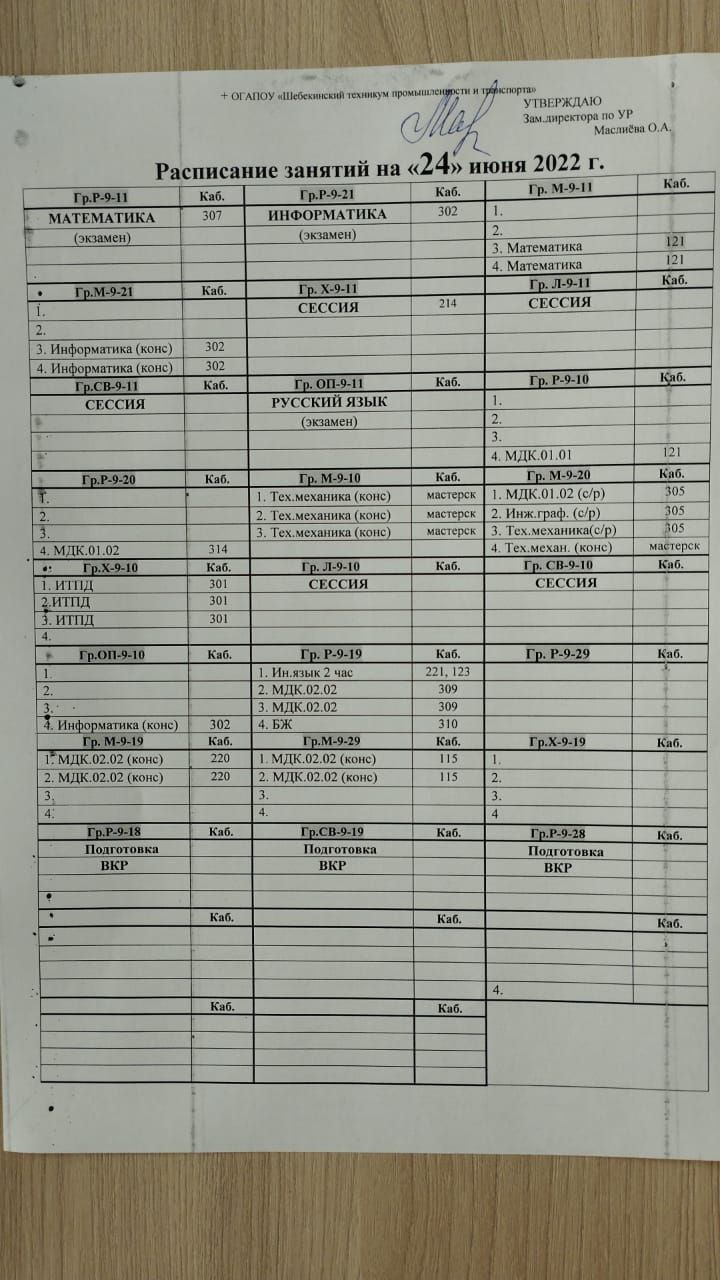 + ОГАПОУ «Шебекинский техникум промышленности и транспорта»
УТВЕРЖДАЮ
Зам.директора по УР
Маслиёва О.А.
Расписание занятий на «24» июня 2022 г.
Гр.Р-9-11 Каб. Гр.Р-9-21 Каб. Гр. М-9-11 Каб.
МАТЕМАТИКА 307 ИНФОРМАТИКА 302 1.
(экзамен) (экзамен) 2.
3. Математика 121
4. Математика 121
Гр.М-9-21 Каб. Гр. Х-9-11 Каб. Гр. Л-9-11 Каб.
1. СЕССИЯ 214 СЕССИЯ
2.
3. Информатика (конс) 302
4. Информатика (конс) 302
Гр.СВ-9-11 Каб. Гр. ОП-9-11 Каб. Гр. Р-9-10 Каб.
СЕССИЯ РУССКИЙ ЯЗЫК 1.
(экзамен) 2.
3.
4. МДК.01.01 121
Гр.Р-9-20 Каб. Гр. М-9-10 Каб. Гр. М-9-20 Каб.
1. 1. Тех.механика (конс) мастерск 1. МДК.01.02 (с/р) 305
2. 2. Тех.механика (конс) мастерск 2. Инж.граф. (с/р) 305
3. 3. Тех.механика (конс) мастерск 3. Тех.механика(с/р) 305
4. МДК.01.02 314 4. Тех.механ. (конс) мастерск
Гр.Х-9-10 Каб. Гр. Л-9-10 Каб. Гр. СВ-9-10 Каб.
1. ИТПД 301 СЕССИЯ СЕССИЯ
2.ИТПД 301
3. ИТПД 301
4.
Гр.ОП-9-10 Каб. Гр. Р-9-19 Каб. Гр. Р-9-29 Каб.
1. 1. Ин.язык 2 час 221, 123
2. 2. МДК.02.02 309
3. 3. МДК.02.02 309
4. Информатика (конс) 302 4. БЖ 310
Гр. М-9-19 Каб. Гр.М-9-29 Каб. Гр.Х-9-19 Каб.
1. МДК.02.02 (конс) 220 1. МДК.02.02 (конс) 115 1.
2. МДК.02.02 (конс) 220 2. МДК.02.02 (конс) 115 2.
3. 3. 3.
4. 4. 4
Гр.Р-9-18 Каб. Гр.СВ-9-19 Каб. Гр.Р-9-28 Каб.
Подготовка Подготовка Подготовка
ВКР ВКР ВКР
Каб. Каб. Каб.
4.
Каб. Каб.